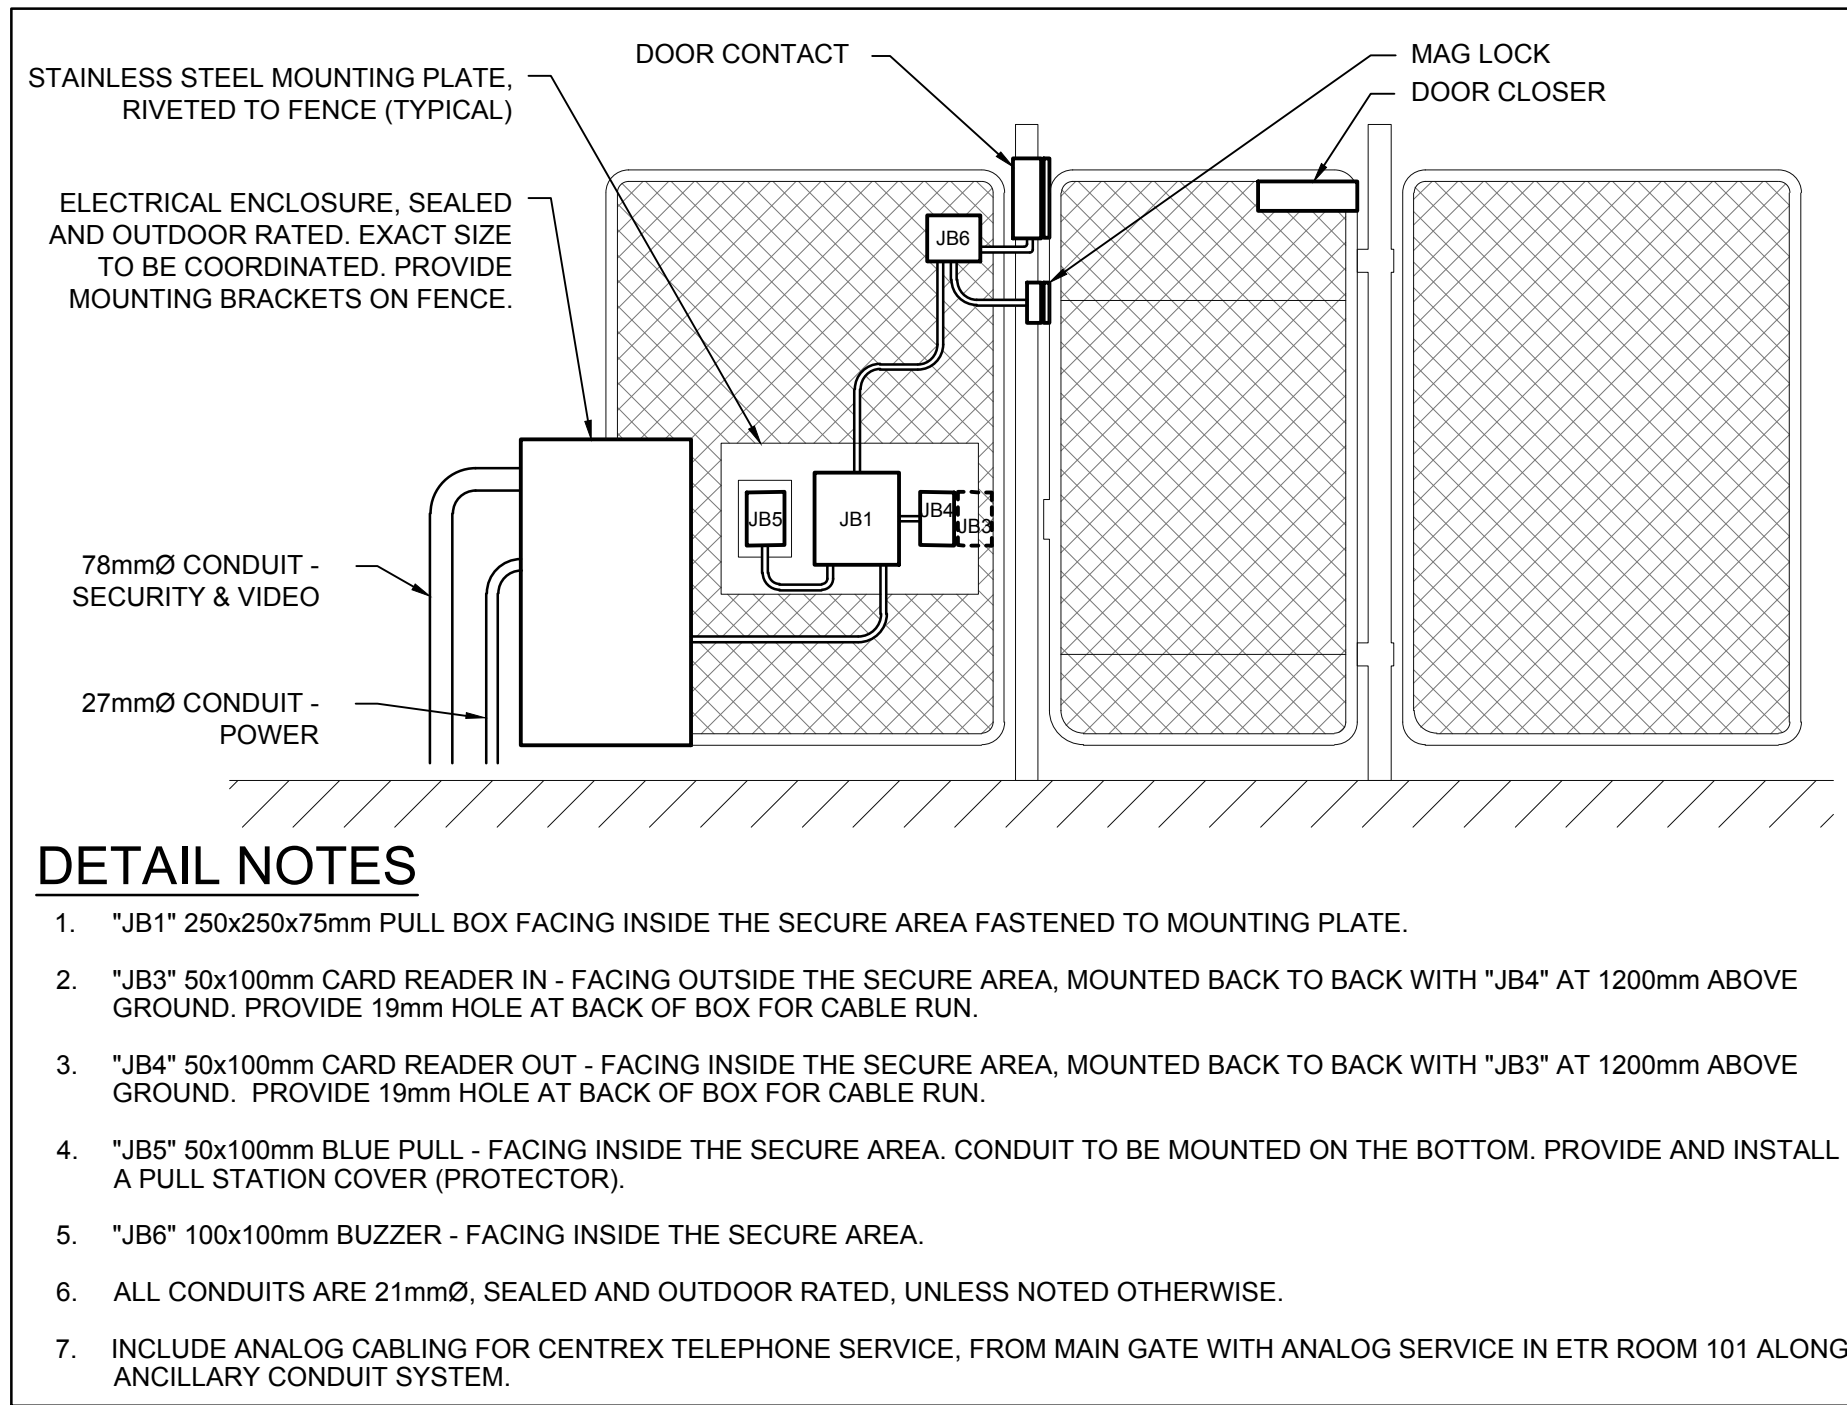 DOOR CONTACT
MAG LOCK
DOOR CLOSER
STAINLESS STEEL MOUNTING PLATE,
RIVETED TO FENCE (TYPICAL)
ELECTRICAL ENCLOSURE, SEALED
AND OUTDOOR RATED. EXACT SIZE
TO BE COORDINATED. PROVIDE
MOUNTING BRACKETS ON FENCE.
JB6
JB5
JB1
JB4
JB3
78mmØ CONDUIT -
SECURITY & VIDEO
27mmØ CONDUIT -
POWER
DETAIL NOTES
1. "JB1" 250x250x75mm PULL BOX FACING INSIDE THE SECURE AREA FASTENED TO MOUNTING PLATE.
2. "JB3" 50x100mm CARD READER IN - FACING OUTSIDE THE SECURE AREA, MOUNTED BACK TO BACK WITH "JB4" AT 1200mm ABOVE
GROUND. PROVIDE 19mm HOLE AT BACK OF BOX FOR CABLE RUN.
3. "JB4" 50x100mm CARD READER OUT - FACING INSIDE THE SECURE AREA, MOUNTED BACK TO BACK WITH "JB3" AT 1200mm ABOVE
GROUND. PROVIDE 19mm HOLE AT BACK OF BOX FOR CABLE RUN.
4. "JB5" 50x100mm BLUE PULL - FACING INSIDE THE SECURE AREA. CONDUIT TO BE MOUNTED ON THE BOTTOM. PROVIDE AND INSTALL
A PULL STATION COVER (PROTECTOR).
5. "JB6" 100x100mm BUZZER - FACING INSIDE THE SECURE AREA.
6. ALL CONDUITS ARE 21mmØ, SEALED AND OUTDOOR RATED, UNLESS NOTED OTHERWISE.
7. INCLUDE ANALOG CABLING FOR CENTREX TELEPHONE SERVICE, FROM MAIN GATE WITH ANALOG SERVICE IN ETR ROOM 101 ALONG
ANCILLARY CONDUIT SYSTEM.